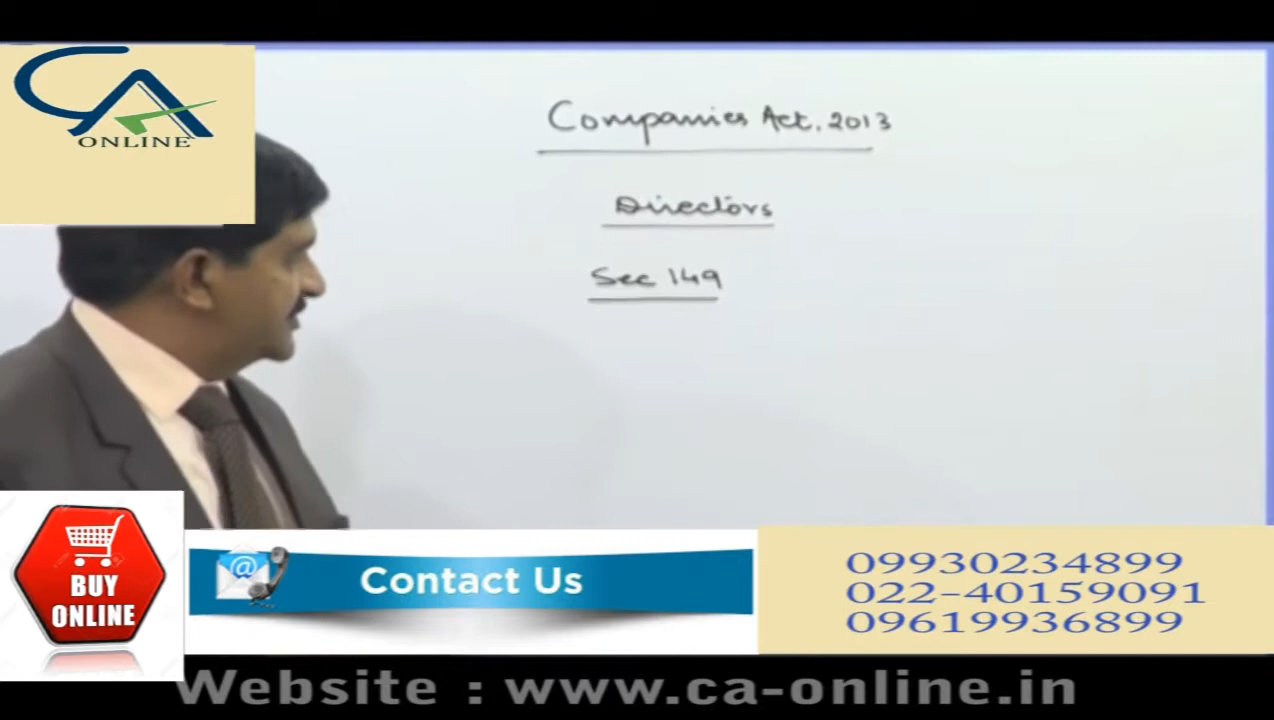 CA
ONLINE
Companies Act, 2013
Directors
Sec 149
BUY
ONLINE
@
Contact Us
09930234899
022-40159091
09619936899
Website : www.ca-online.in